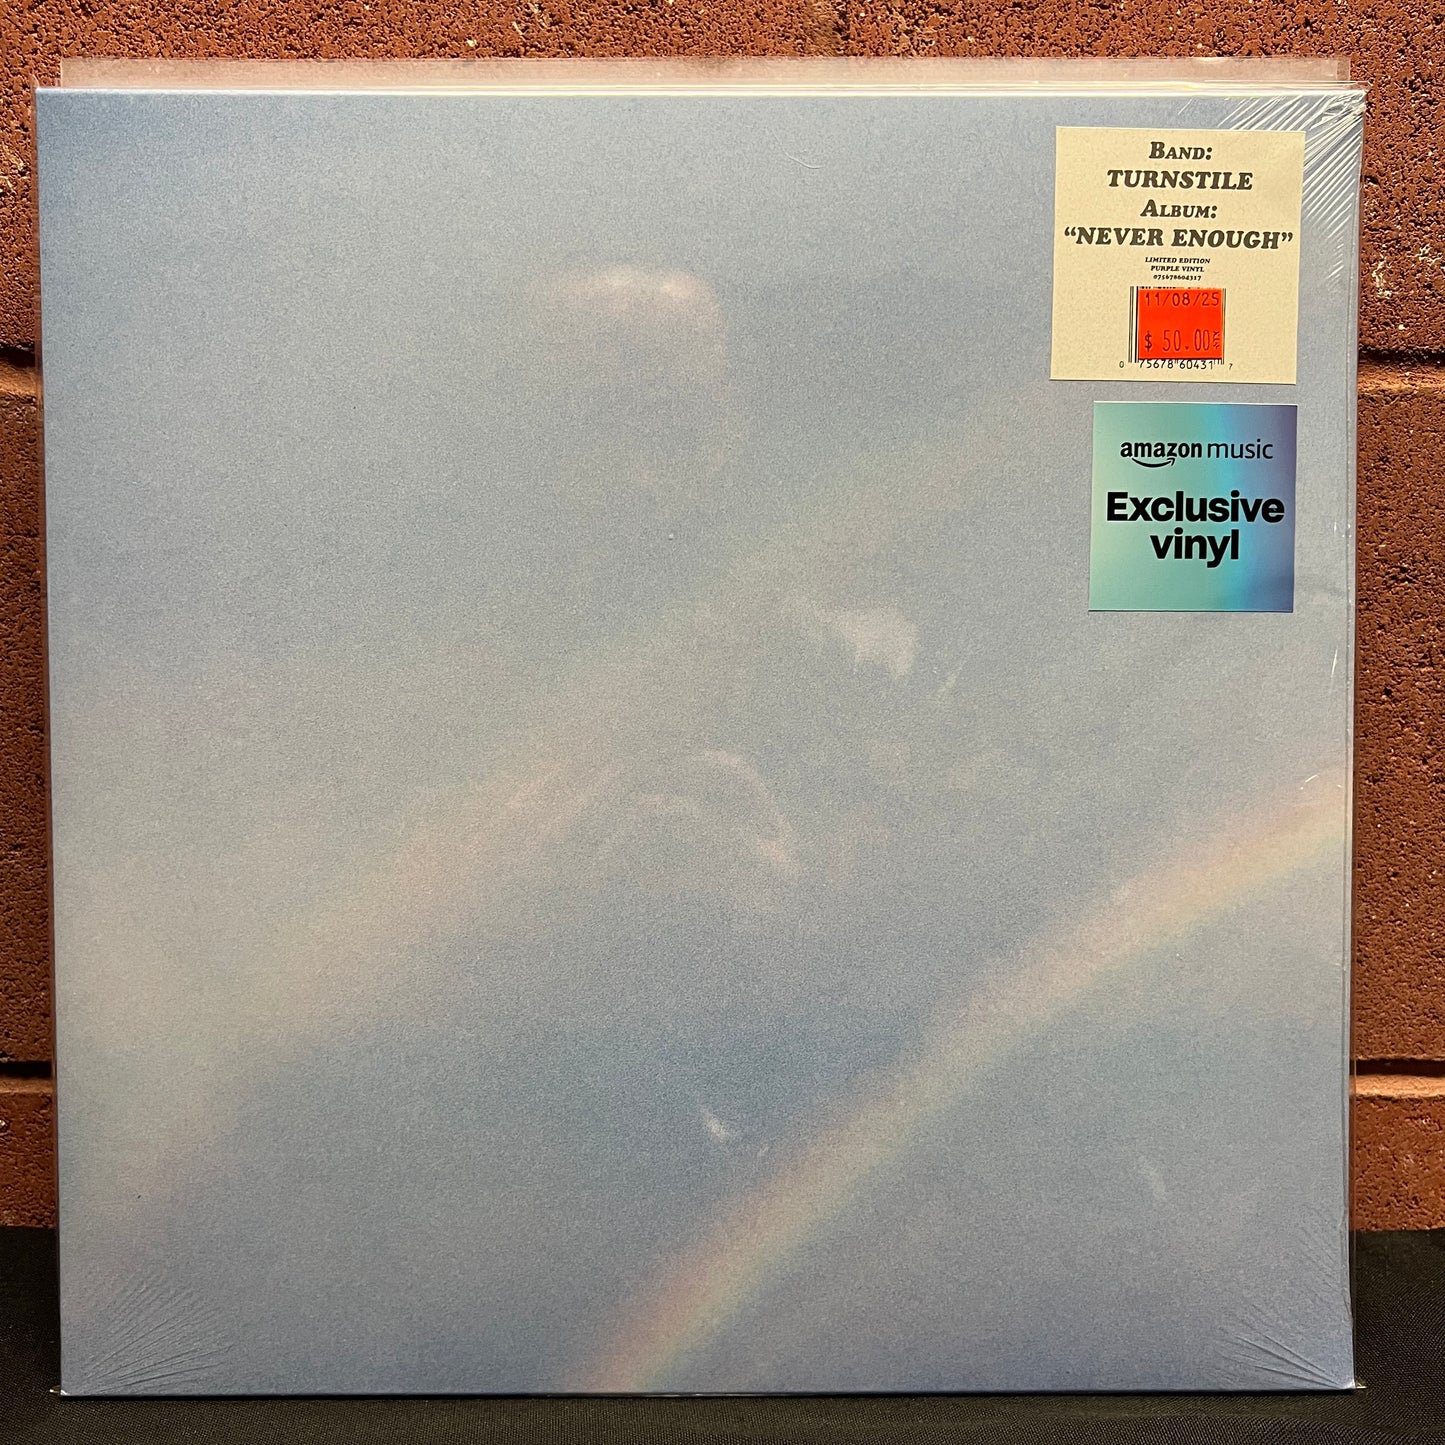 BAND:
TURNSTILE
ALBUM:
“NEVER ENOUGH”
LIMITED EDITION
PURPLE VINYL
075678604317
11/08/25
$ 50.00
0 75678 60431 7
amazon music
Exclusive
vinyl